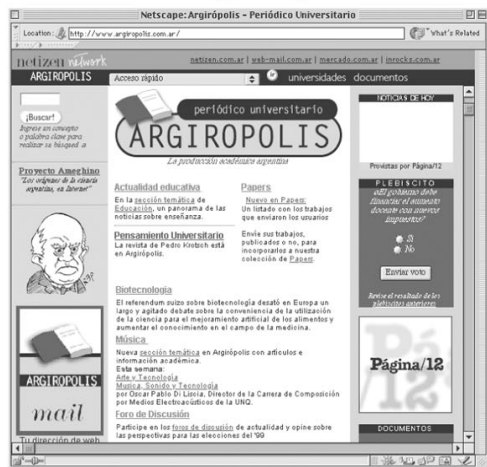 Netscape: Argirópolis – Periódico Universitario
Location: http://www.argiropolis.com.ar/
What's Related
netizen network
netizen.com.ar | web-mail.com.ar | mercado.com.ar | inrocks.com.ar
ARGIROPOLIS
Acceso rápido
universidades documentos
¡Buscar!
Ingrese un concepto
o palabra clave para
realizar su búsqueda
Proyecto Ameghino
"Los orígenes de la ciencia
argentina, en Internet"
ARGIROPOLIS
mail
Tu dirección de web
periódico universitario
ARGIROPOLIS
La producción académica argentina
Actualidad educativa
En la sección temática de
Educación, un panorama de las
noticias sobre enseñanza.
Pensamiento Universitario
La revista de Pedro Krotsch está
en Argirópolis.
Papers
Nuevo en Papers:
Un listado con los trabajos
que enviaron los usuarios
Envíe sus trabajos,
publicados o no, para
incorporarlos a nuestra
colección de Papers.
Biotecnología
El referendum suizo sobre biotecnología desató en Europa un
largo y agitado debate sobre la conveniencia de la utilización
de la ciencia para el mejoramiento artificial de los alimentos y
aumentar el conocimiento en el campo de la medicina.
Música
Nueva sección temática en Argirópolis con artículos e
información académica.
Esta semana:
Arte y Tecnología
Musica, Sonido y Tecnología
por Oscar Pablo Di Liscia, Director de la Carrera de Composición
por Medios Electroacústicos de la UNQ.
Foro de Discusión
Participe en los foros de discusión de actualidad y opine sobre
las perspectivas para las elecciones del '99
NOTICIAS DE HOY
Provistas por Página/12
PLEBISCITO
¿El gobierno debe
financiar el aumento
docente con nuevos
impuestos?
Si
No
Enviar voto
Revise el resultado de los
plebiscitos anteriores
Página/12
DOCUMENTOS